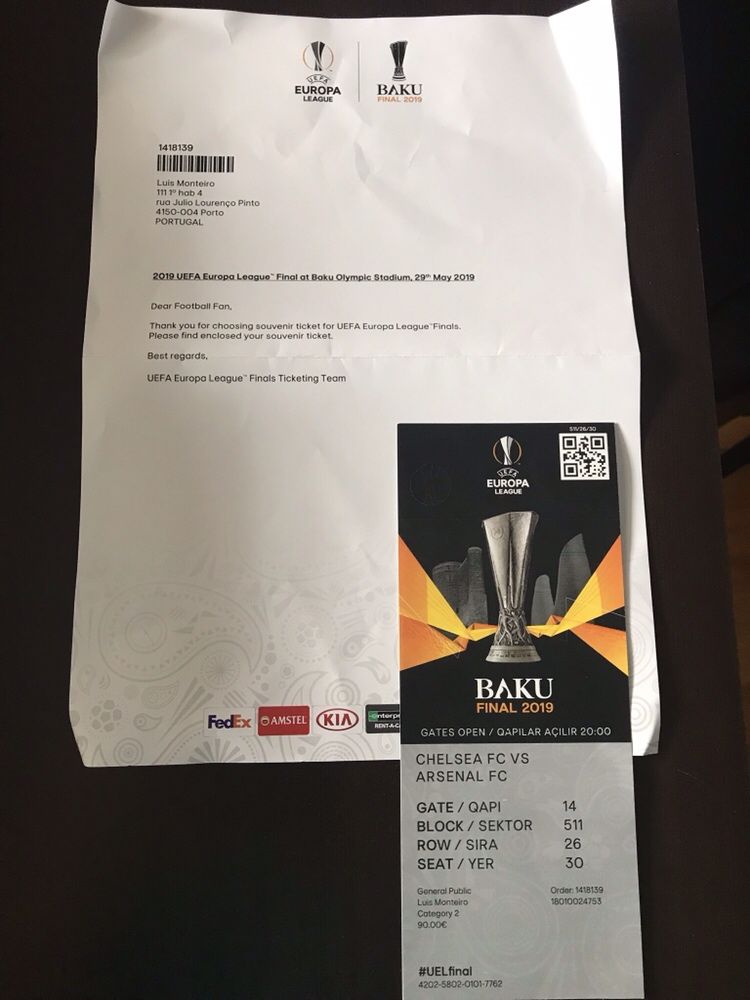 UEFA
EUROPA
LEAGUE
BAKU
FINAL 2019
1418139
Luis Monteiro
111 1º hab 4
rua Julio Lourenço Pinto
4150-004 Porto
PORTUGAL
2019 UEFA Europa League™ Final at Baku Olympic Stadium, 29th May 2019
Dear Football Fan,
Thank you for choosing souvenir ticket for UEFA Europa League™Finals.
Please find enclosed your souvenir ticket.
Best regards,
UEFA Europa League™ Finals Ticketing Team
FedEx
AMSTEL
KIA
enterpr
RENT-A-CA
511/26/30
UEFA
EUROPA
LEAGUE
BAKU
FINAL 2019
GATES OPEN / QAPILAR AÇILIR 20:00
CHELSEA FC VS
ARSENAL FC
GATE / QAPI 14
BLOCK / SEKTOR 511
ROW / SIRA 26
SEAT / YER 30
General Public Order: 1418139
Luis Monteiro 18010024753
Category 2
90.00€
#UELfinal
4202-5802-0101-7762